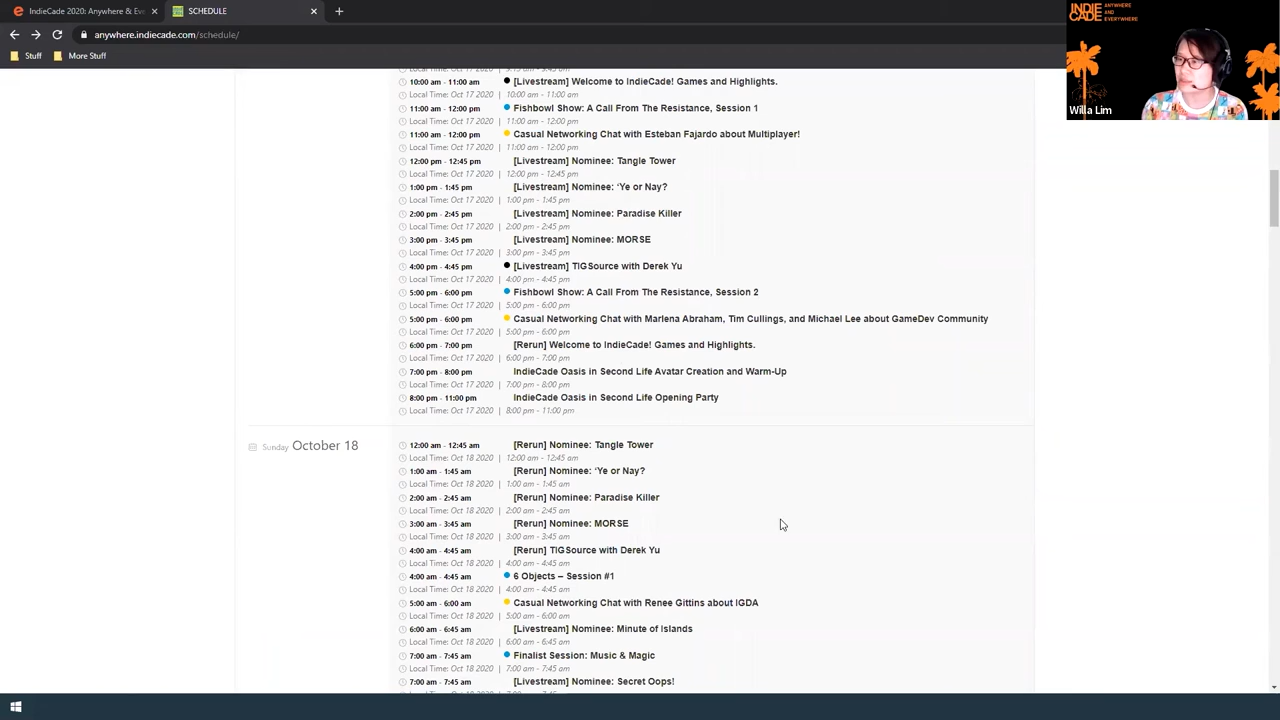 IndieCade 2020: Anywhere & Eve
SCHEDULE
anywhere.indiecade.com/schedule/
Stuff
More Stuff
INDIE CADE
ANYWHERE AND EVERYWHERE
Willa Lim
10:00 am - 11:00 am [Livestream] Welcome to IndieCade! Games and Highlights.
Local Time: Oct 17 2020 | 10:00 am - 11:00 am
11:00 am - 12:00 pm Fishbowl Show: A Call From The Resistance, Session 1
Local Time: Oct 17 2020 | 11:00 am - 12:00 pm
11:00 am - 12:00 pm Casual Networking Chat with Esteban Fajardo about Multiplayer!
Local Time: Oct 17 2020 | 11:00 am - 12:00 pm
12:00 pm - 12:45 pm [Livestream] Nominee: Tangle Tower
Local Time: Oct 17 2020 | 12:00 pm - 12:45 pm
1:00 pm - 1:45 pm [Livestream] Nominee: ‘Ye or Nay?
Local Time: Oct 17 2020 | 1:00 pm - 1:45 pm
2:00 pm - 2:45 pm [Livestream] Nominee: Paradise Killer
Local Time: Oct 17 2020 | 2:00 pm - 2:45 pm
3:00 pm - 3:45 pm [Livestream] Nominee: MORSE
Local Time: Oct 17 2020 | 3:00 pm - 3:45 pm
4:00 pm - 4:45 pm [Livestream] TIGSource with Derek Yu
Local Time: Oct 17 2020 | 4:00 pm - 4:45 pm
5:00 pm - 6:00 pm Fishbowl Show: A Call From The Resistance, Session 2
Local Time: Oct 17 2020 | 5:00 pm - 6:00 pm
5:00 pm - 6:00 pm Casual Networking Chat with Marlena Abraham, Tim Cullings, and Michael Lee about GameDev Community
Local Time: Oct 17 2020 | 5:00 pm - 6:00 pm
6:00 pm - 7:00 pm [Rerun] Welcome to IndieCade! Games and Highlights.
Local Time: Oct 17 2020 | 6:00 pm - 7:00 pm
7:00 pm - 8:00 pm IndieCade Oasis in Second Life Avatar Creation and Warm-Up
Local Time: Oct 17 2020 | 7:00 pm - 8:00 pm
8:00 pm - 11:00 pm IndieCade Oasis in Second Life Opening Party
Local Time: Oct 17 2020 | 8:00 pm - 11:00 pm
Sunday October 18
12:00 am - 12:45 am [Rerun] Nominee: Tangle Tower
Local Time: Oct 18 2020 | 12:00 am - 12:45 am
1:00 am - 1:45 am [Rerun] Nominee: ‘Ye or Nay?
Local Time: Oct 18 2020 | 1:00 am - 1:45 am
2:00 am - 2:45 am [Rerun] Nominee: Paradise Killer
Local Time: Oct 18 2020 | 2:00 am - 2:45 am
3:00 am - 3:45 am [Rerun] Nominee: MORSE
Local Time: Oct 18 2020 | 3:00 am - 3:45 am
4:00 am - 4:45 am [Rerun] TIGSource with Derek Yu
Local Time: Oct 18 2020 | 4:00 am - 4:45 am
4:00 am - 4:45 am 6 Objects – Session #1
Local Time: Oct 18 2020 | 4:00 am - 4:45 am
5:00 am - 6:00 am Casual Networking Chat with Renee Gittins about IGDA
Local Time: Oct 18 2020 | 5:00 am - 6:00 am
6:00 am - 6:45 am [Livestream] Nominee: Minute of Islands
Local Time: Oct 18 2020 | 6:00 am - 6:45 am
7:00 am - 7:45 am Finalist Session: Music & Magic
Local Time: Oct 18 2020 | 7:00 am - 7:45 am
7:00 am - 7:45 am [Livestream] Nominee: Secret Oops!